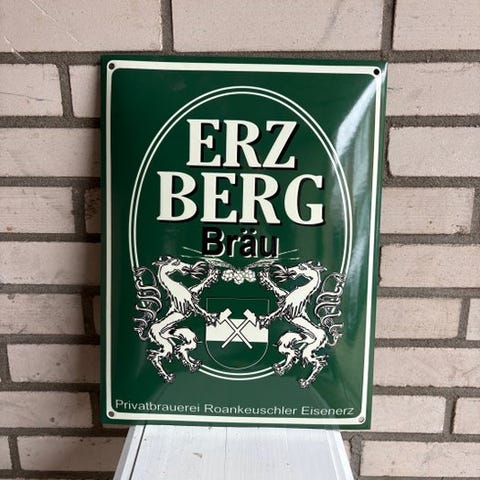 ERZ
BERG
Bräu
Privatbrauerei Roankeuschler Eisenerz